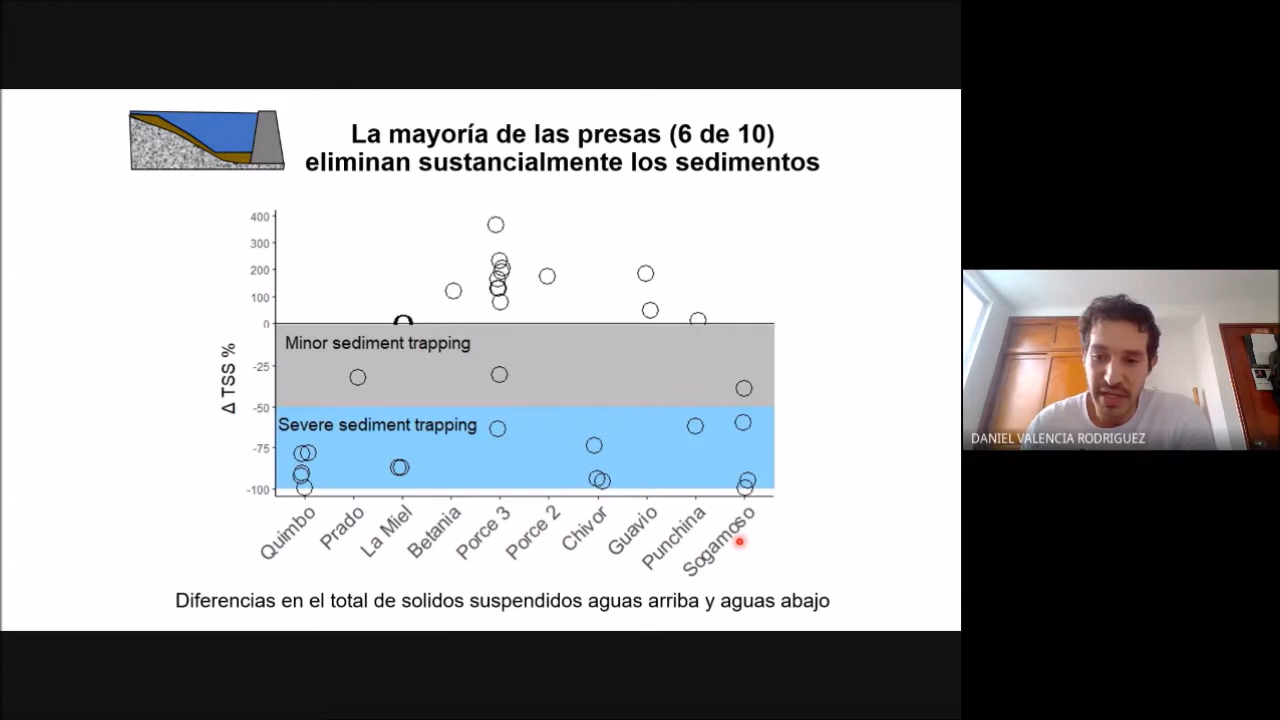 La mayoría de las presas (6 de 10)
eliminan sustancialmente los sedimentos
400
300
200
100
0
-25
-50
-75
-100
Δ TSS %
Minor sediment trapping
Severe sediment trapping
Quimbo
Prado
La Miel
Betania
Porce 3
Porce 2
Chivor
Guavio
Punchina
Sogamoso
Diferencias en el total de solidos suspendidos aguas arriba y aguas abajo
DANIEL VALENCIA RODRIGUEZ